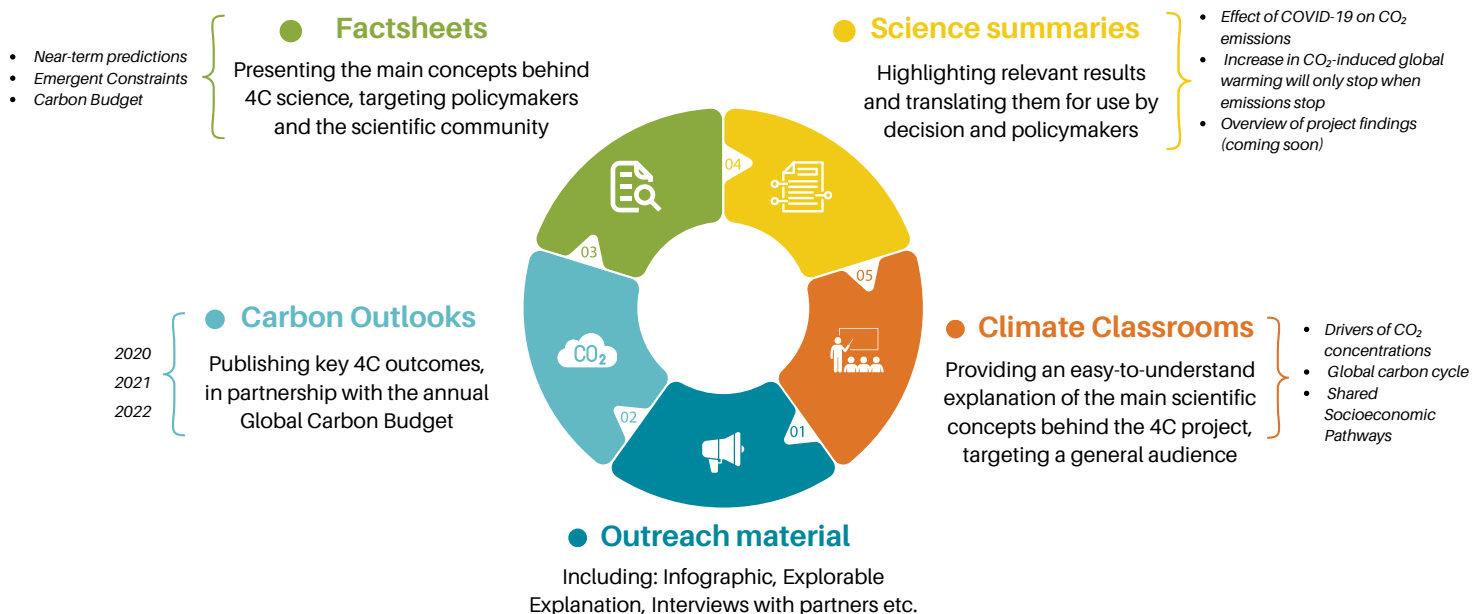 Factsheets
Presenting the main concepts behind
4C science, targeting policymakers
and the scientific community
Near-term predictions
Emergent Constraints
Carbon Budget
Science summaries
Highlighting relevant results
and translating them for use by
decision and policymakers
Effect of COVID-19 on CO₂
emissions
Increase in CO₂-induced global
warming will only stop when
emissions stop
Overview of project findings
(coming soon)
04
03
05
Carbon Outlooks
Publishing key 4C outcomes,
in partnership with the annual
Global Carbon Budget
2020
2021
2022
CO₂
Climate Classrooms
Providing an easy-to-understand
explanation of the main scientific
concepts behind the 4C project,
targeting a general audience
Drivers of CO₂
concentrations
Global carbon cycle
Shared
Socioeconomic
Pathways
02
01
Outreach material
Including: Infographic, Explorable
Explanation, Interviews with partners etc.